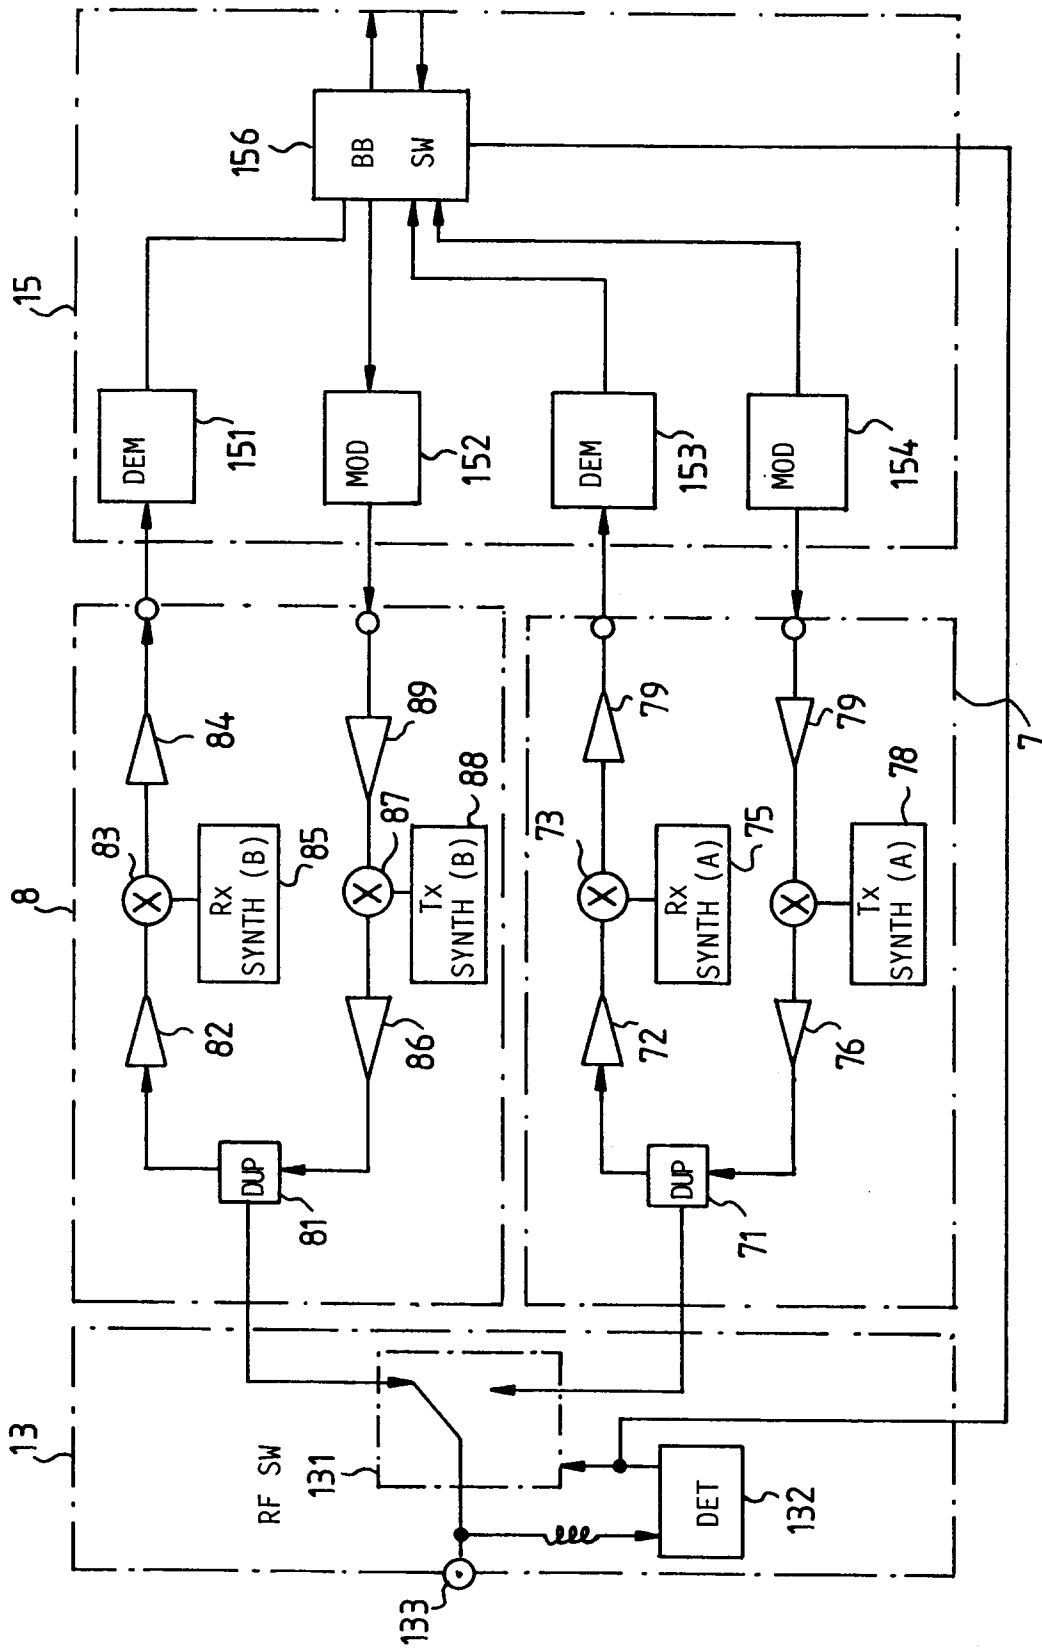 15
156
BB
SW
DEM
151
MOD
152
DEM
153
MOD
154
8
83
84
82
Rx
SYNTH (B)
85
89
87
88
Tx
SYNTH (B)
86
DUP
81
73
79
72
Rx
SYNTH (A)
75
79
78
Tx
SYNTH (A)
76
DUP
71
7
13
RF SW
131
DET
132
133